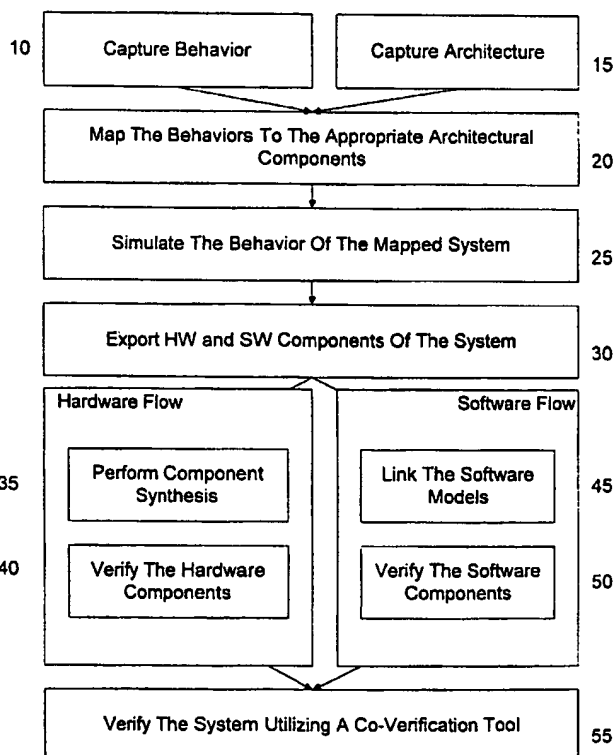 10
Capture Behavior
Capture Architecture
15
Map The Behaviors To The Appropriate Architectural
Components
20
Simulate The Behavior Of The Mapped System
25
Export HW and SW Components Of The System
30
Hardware Flow
Software Flow
35
Perform Component
Synthesis
Link The Software
Models
45
40
Verify The Hardware
Components
Verify The Software
Components
50
Verify The System Utilizing A Co-Verification Tool
55